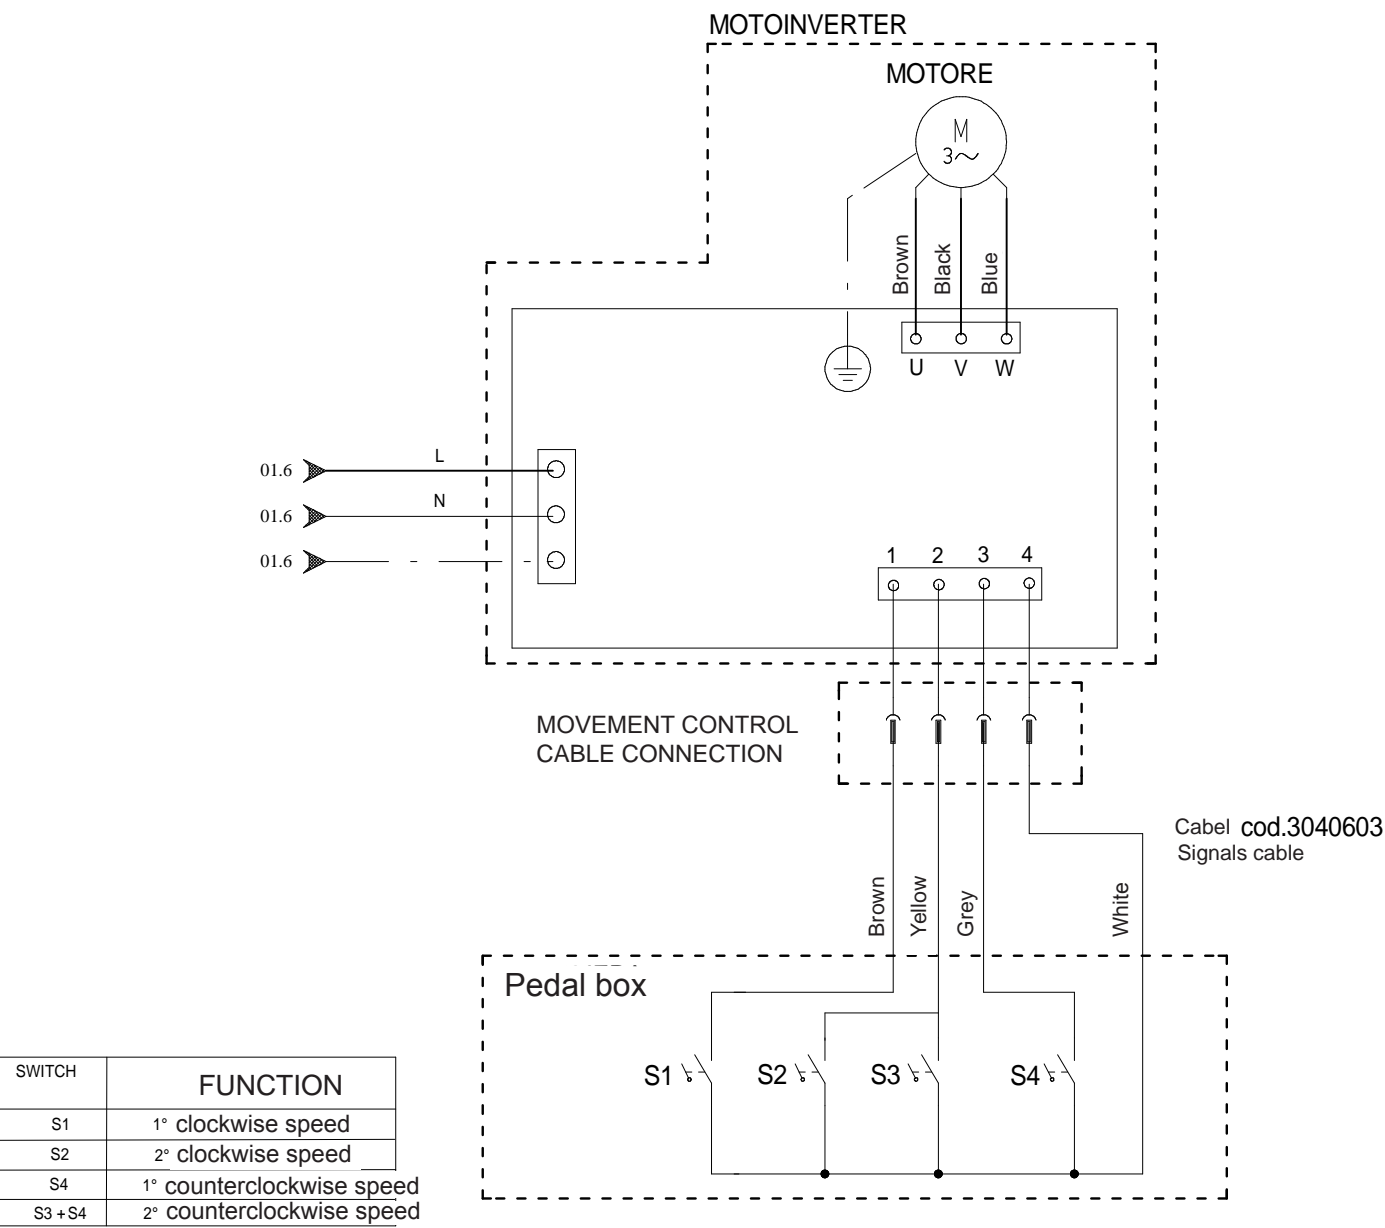 MOTOINVERTER
MOTORE
M
3~
Brown
Black
Blue
U V W
01.6 L
01.6 N
01.6
1 2 3 4
MOVEMENT CONTROL
CABLE CONNECTION
Cabel cod.3040603
Signals cable
Brown
Yellow
Grey
White
Pedal box
S1 S2 S3 S4
SWITCH FUNCTION
S1 1° clockwise speed
S2 2° clockwise speed
S4 1° counterclockwise speed
S3 +S4 2° counterclockwise speed